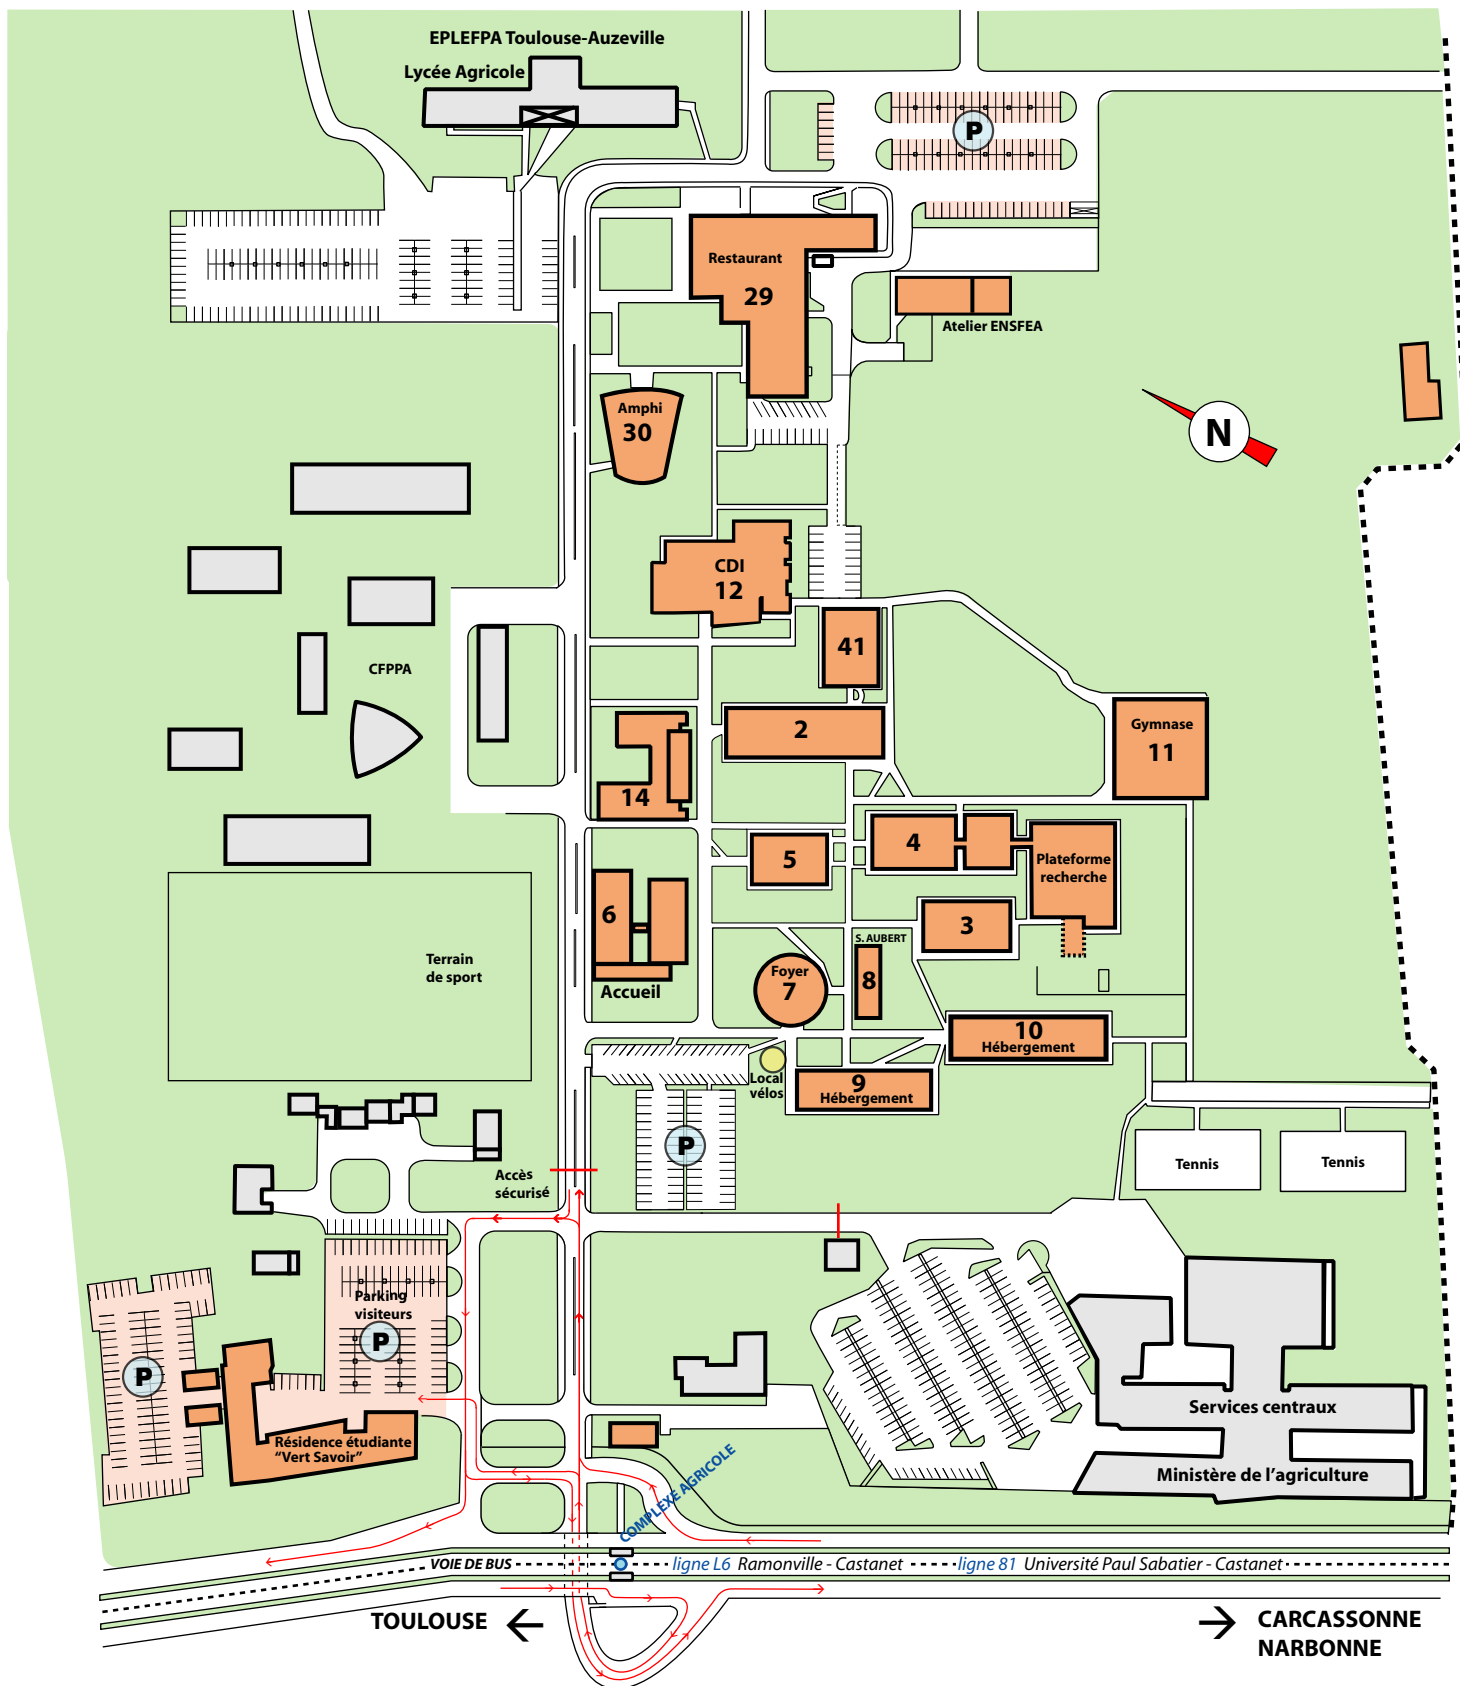 EPLEFPA Toulouse-Auzeville
Lycée Agricole
P
Restaurant
29
Atelier ENSFEA
Amphi
30
N
CDI
12
41
CFPPA
2
Gymnase
11
14
4
5
Plateforme
recherche
6
3
S. AUBERT
8
Terrain
de sport
Foyer
7
Accueil
10
Hébergement
Local
vélos
9
Hébergement
P
Tennis
Tennis
Accès
sécurisé
Parking
visiteurs
P
P
Services centraux
Résidence étudiante
“Vert Savoir”
Ministère de l’agriculture
COMPLEXE AGRICOLE
VOIE DE BUS
ligne L6 Ramonville - Castanet
ligne 81 Université Paul Sabatier - Castanet
TOULOUSE ←
→ CARCASSONNE
NARBONNE